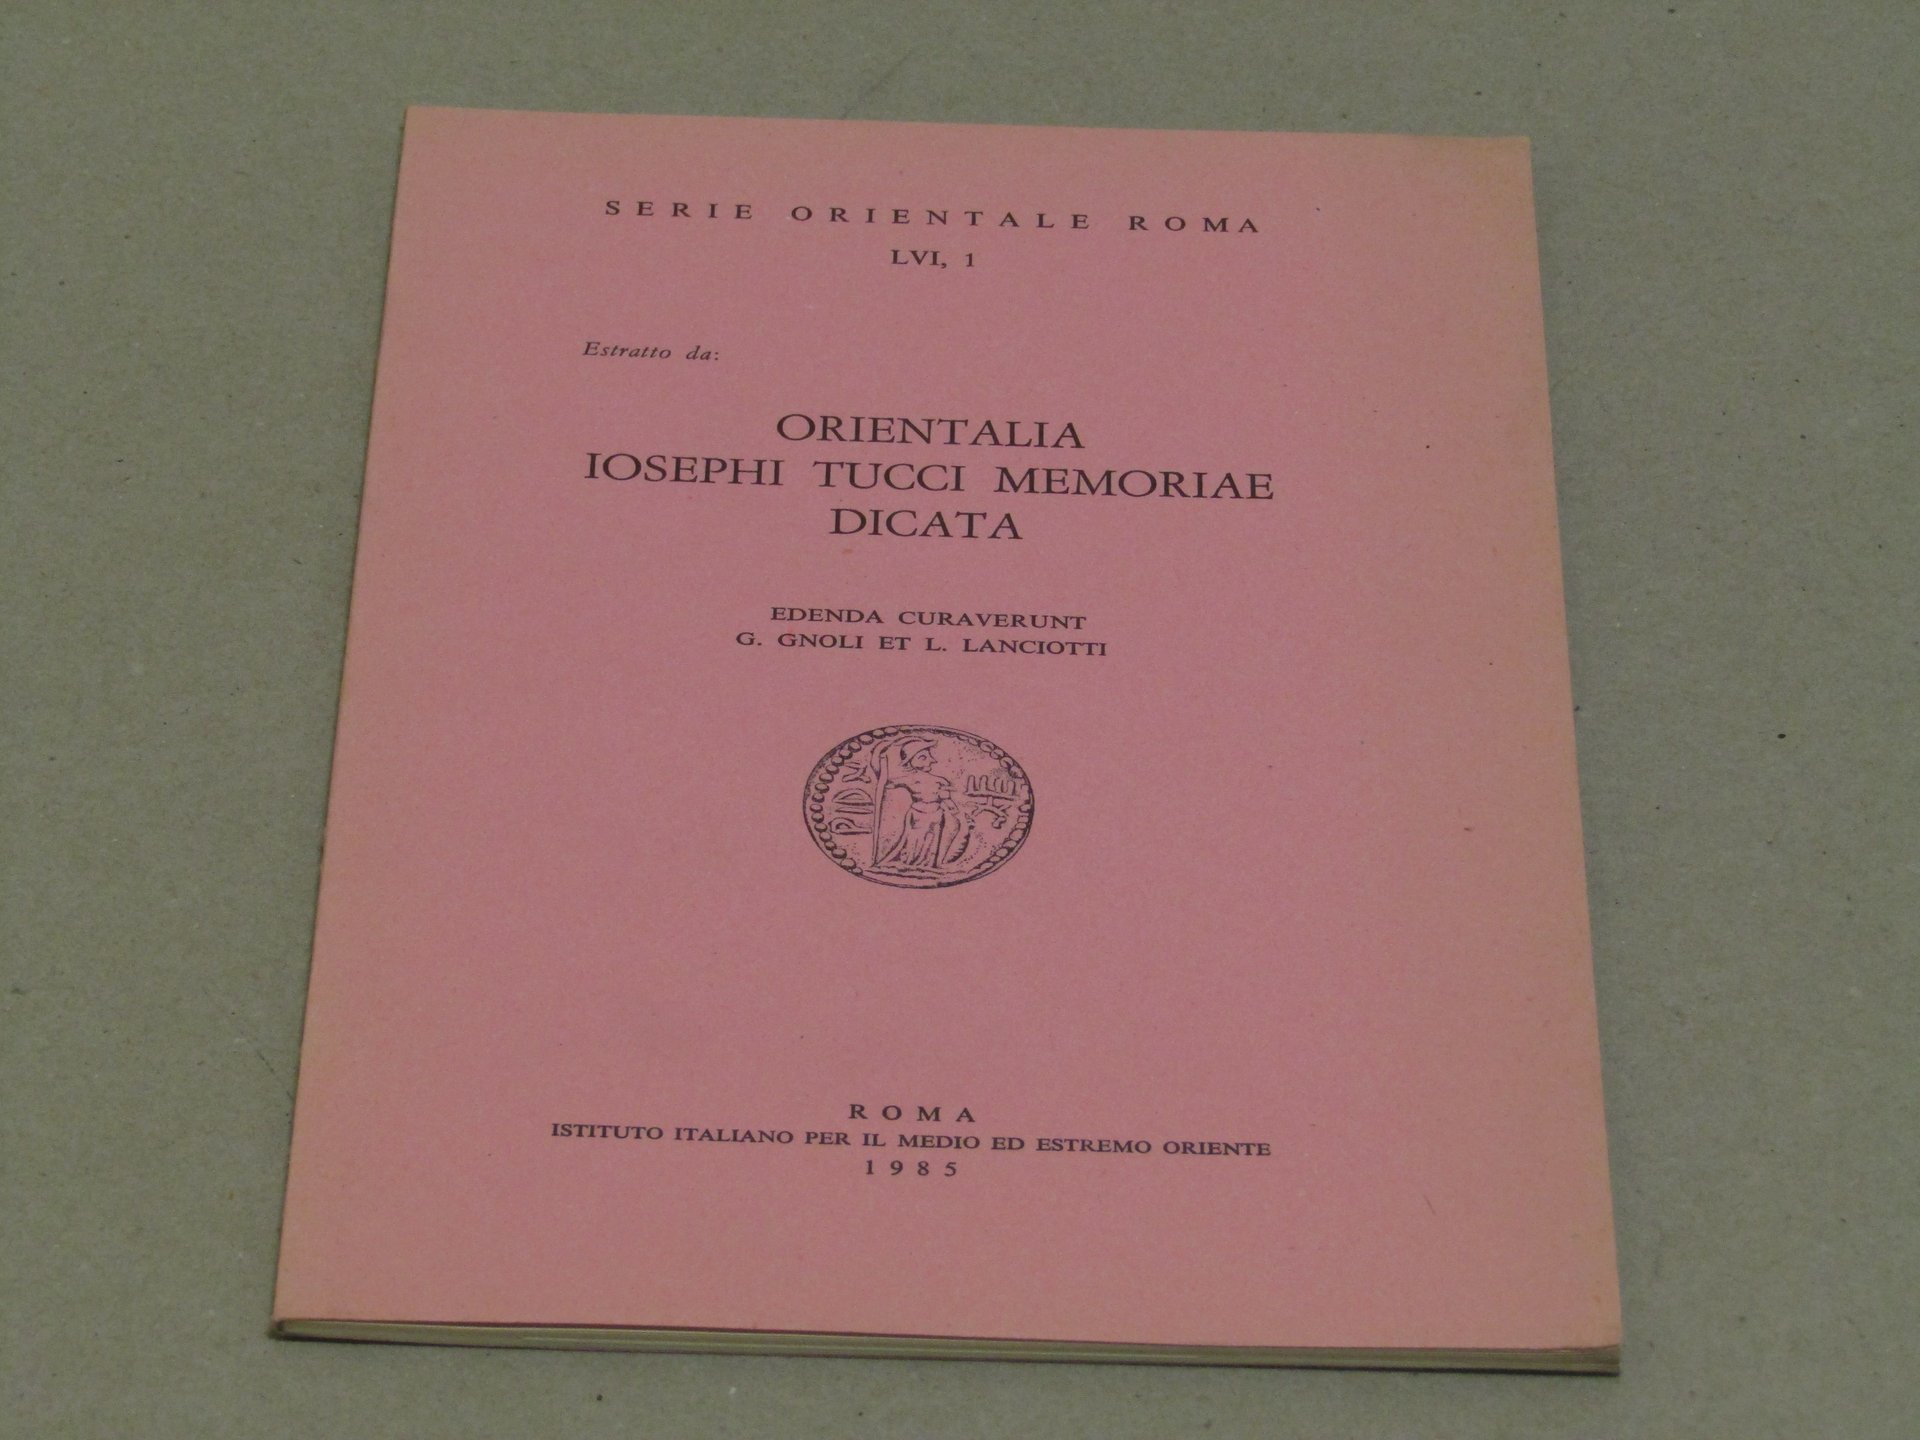 SERIE ORIENTALE ROMA
LVI, 1
Estratto da:
ORIENTALIA
IOSEPHI TUCCI MEMORIAE
DICATA
EDENDA CURAVERUNT
G. GNOLI ET L. LANCIOTTI
ROMA
ISTITUTO ITALIANO PER IL MEDIO ED ESTREMO ORIENTE
1985